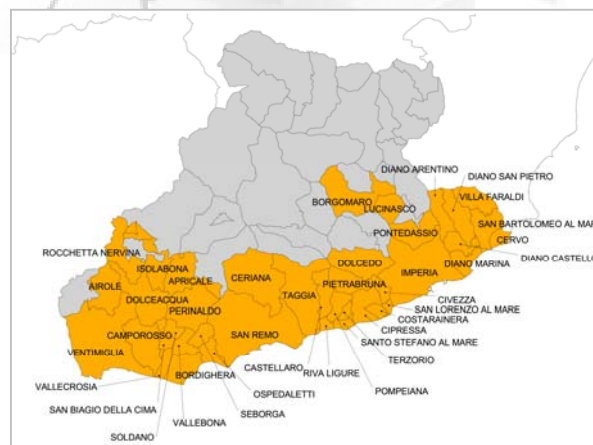 DIANO ARENTINO
DIANO SAN PIETRO
BORGOMARO
VILLA FARALDI
LUCINASCO
SAN BARTOLOMEO AL MAR
PONTEDASSIO
CERVO
ROCCHETTA NERVINA
DIANO CASTELLO
DOLCEDO
DIANO MARINA
ISOLABONA
CERIANA
IMPERIA
AIROLE
APRICALE
PIETRABRUNA
DOLCEACQUA
TAGGIA
CIVEZZA
PERINALDO
SAN LORENZO AL MARE
COSTARAINERA
CAMPOROSSO
SAN REMO
CIPRESSA
SANTO STEFANO AL MARE
VENTIMIGLIA
TERZORIO
CASTELLARO
RIVA LIGURE
BORDIGHERA
VALLECROSIA
OSPEDALETTI
POMPEIANA
SAN BIAGIO DELLA CIMA
SEBORGA
VALLEBONA
SOLDANO